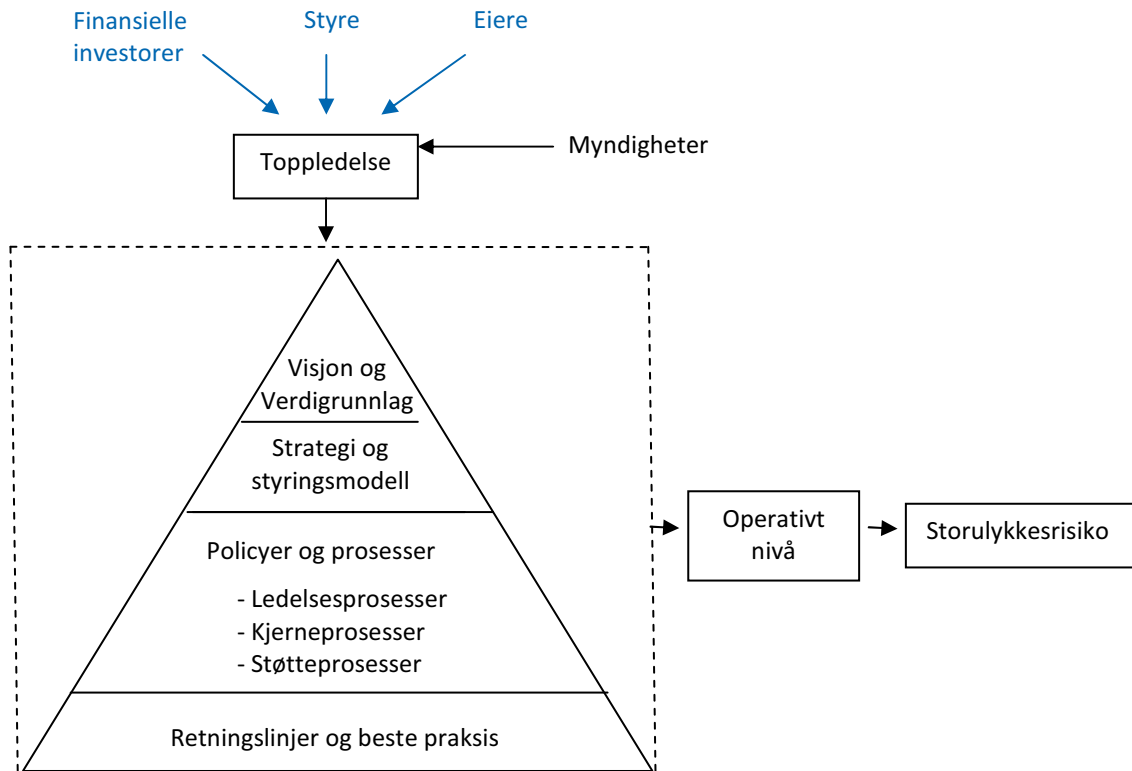 Finansielle
investorer
Styre
Eiere
Toppledelse
Myndigheter
Visjon og
Verdigrunnlag
Strategi og
styringsmodell
Policyer og prosesser
- Ledelsesprosesser
- Kjerneprosesser
- Støtteprosesser
Retningslinjer og beste praksis
Operativt
nivå
Storulykkesrisiko